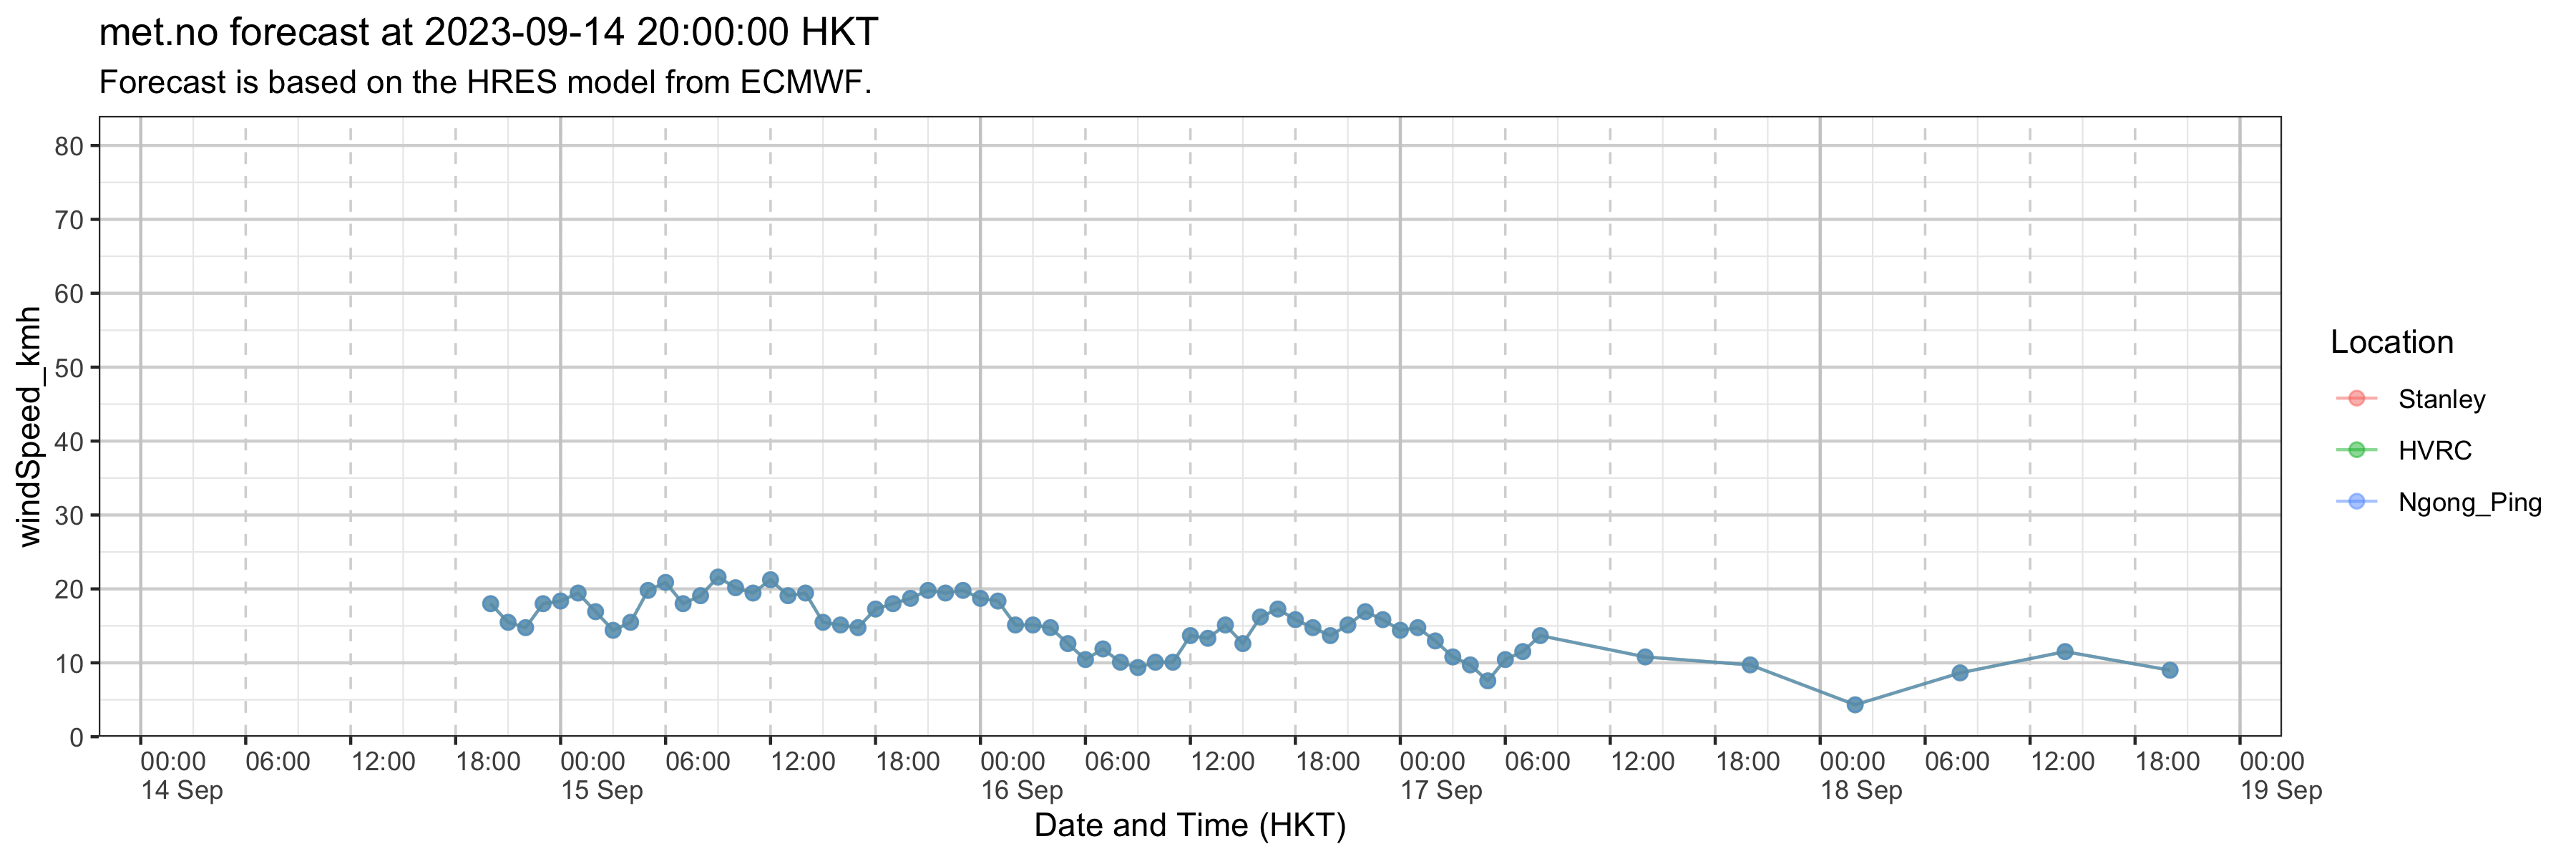 met.no forecast at 2023-09-14 20:00:00 HKT
Forecast is based on the HRES model from ECMWF.
windSpeed_kmh
80
70
60
50
40
30
20
10
0
00:00 06:00 12:00 18:00 00:00 06:00 12:00 18:00 00:00 06:00 12:00 18:00 00:00 06:00 12:00 18:00 00:00 06:00 12:00 18:00 00:00
14 Sep 15 Sep 16 Sep 17 Sep 18 Sep 19 Sep
Date and Time (HKT)
Location
Stanley
HVRC
Ngong_Ping